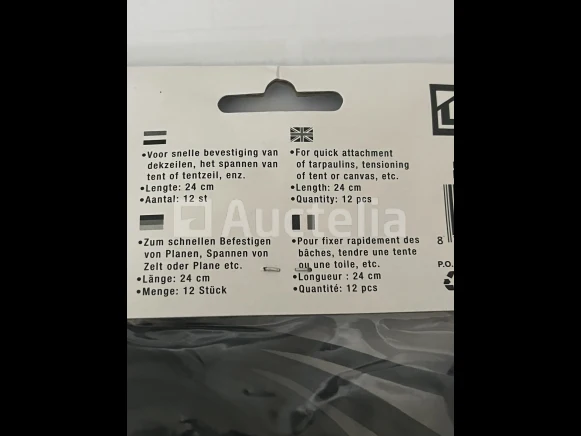 •Voor snelle bevestiging van
dekzeilen, het spannen van
tent of tentzeil, enz.
•Lengte: 24 cm
•Aantal: 12 st
•For quick attachment
of tarpaulins, tensioning
of tent or canvas, etc.
•Length: 24 cm
•Quantity: 12 pcs
Auctelia
•Zum schnellen Befestigen
von Planen, Spannen von
Zelt oder Plane etc.
•Länge: 24 cm
•Menge: 12 Stück
•Pour fixer rapidement des
bâches, tendre une tente
ou une toile, etc.
•Longueur : 24 cm
•Quantité: 12 pcs
8
P.O.